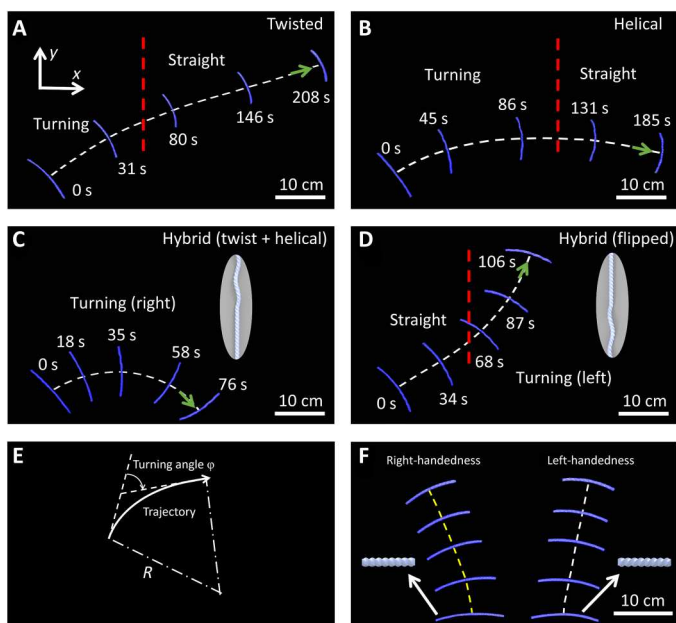 A
Twisted
y
x
Straight
Turning
0 s
31 s
80 s
146 s
208 s
10 cm
B
Helical
Turning
Straight
0 s
45 s
86 s
131 s
185 s
10 cm
C
Hybrid (twist + helical)
Turning (right)
0 s
18 s
35 s
58 s
76 s
10 cm
D
Hybrid (flipped)
106 s
Straight
87 s
68 s
Turning (left)
0 s
34 s
10 cm
E
Turning angle φ
Trajectory
R
F
Right-handedness
Left-handedness
10 cm